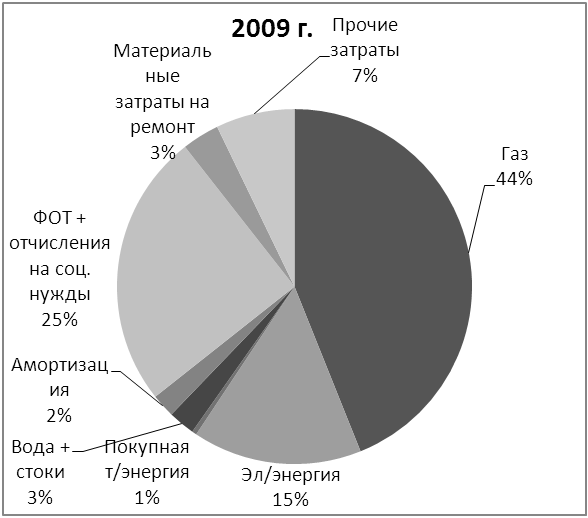 2009 г.
Прочие
затраты
7%
Материаль
ные
затраты на
ремонт
3%
Газ
44%
ФОТ +
отчисления
на соц.
нужды
25%
Амортизац
ия
2%
Вода +
стоки
3%
Покупная
т/энергия
1%
Эл/энергия
15%